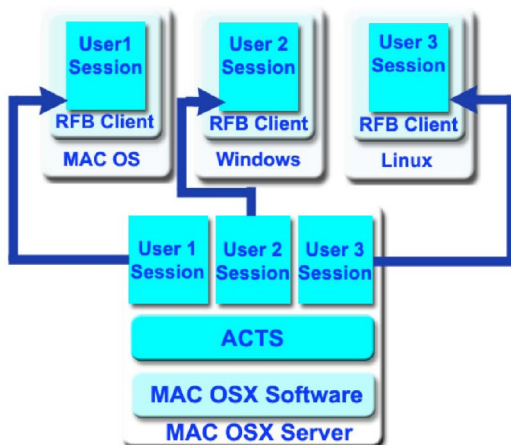 User1
Session
RFB Client
MAC OS
User 2
Session
RFB Client
Windows
User 3
Session
RFB Client
Linux
User 1
Session
User 2
Session
User 3
Session
ACTS
MAC OSX Software
MAC OSX Server